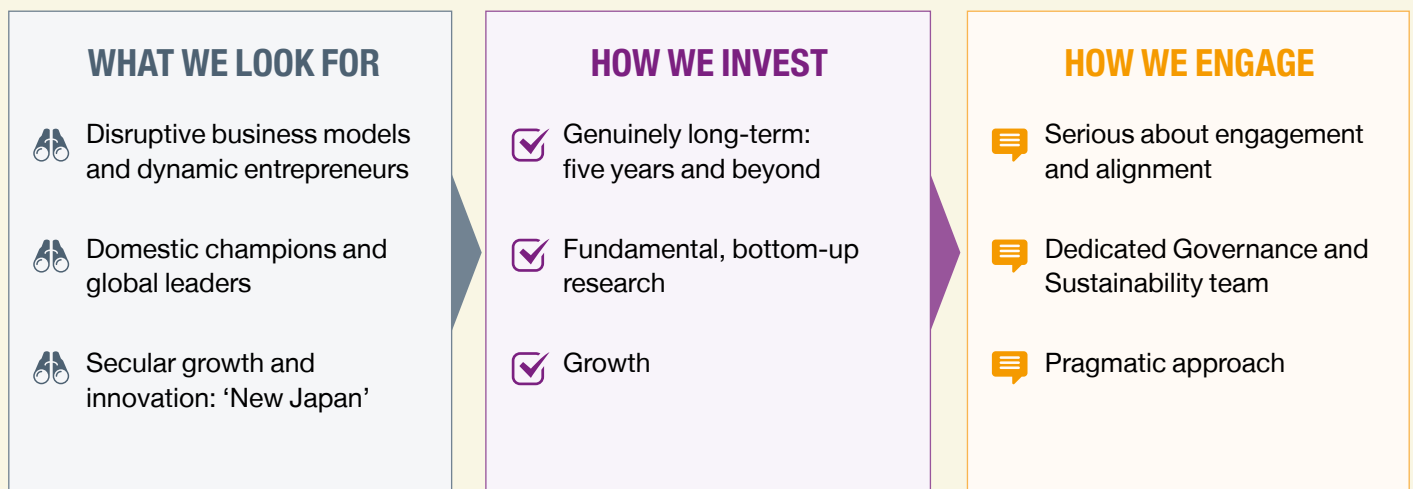 WHAT WE LOOK FOR
Disruptive business models
and dynamic entrepreneurs
Domestic champions and
global leaders
Secular growth and
innovation: ‘New Japan’
HOW WE INVEST
Genuinely long-term:
five years and beyond
Fundamental, bottom-up
research
Growth
HOW WE ENGAGE
Serious about engagement
and alignment
Dedicated Governance and
Sustainability team
Pragmatic approach